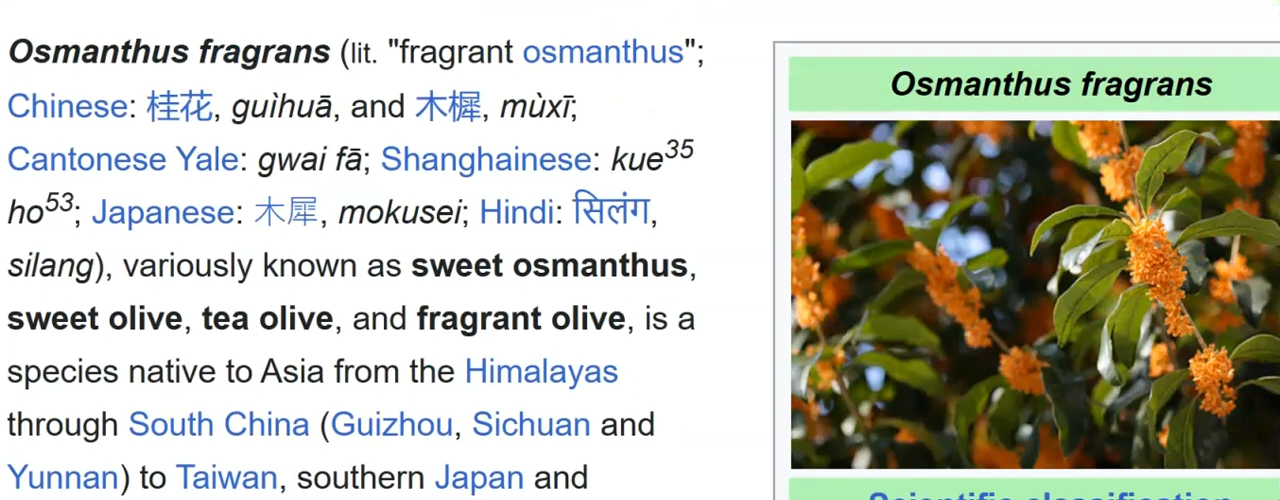 Osmanthus fragrans (lit. "fragrant osmanthus";
Chinese: 桂花, guìhuā, and 木樨, mùxī;
Cantonese Yale: gwai fā; Shanghainese: kue35
ho53; Japanese: 木犀, mokusei; Hindi: सिलंग,
silang), variously known as sweet osmanthus,
sweet olive, tea olive, and fragrant olive, is a
species native to Asia from the Himalayas
through South China (Guizhou, Sichuan and
Yunnan) to Taiwan, southern Japan and
Osmanthus fragrans
Scientific classification